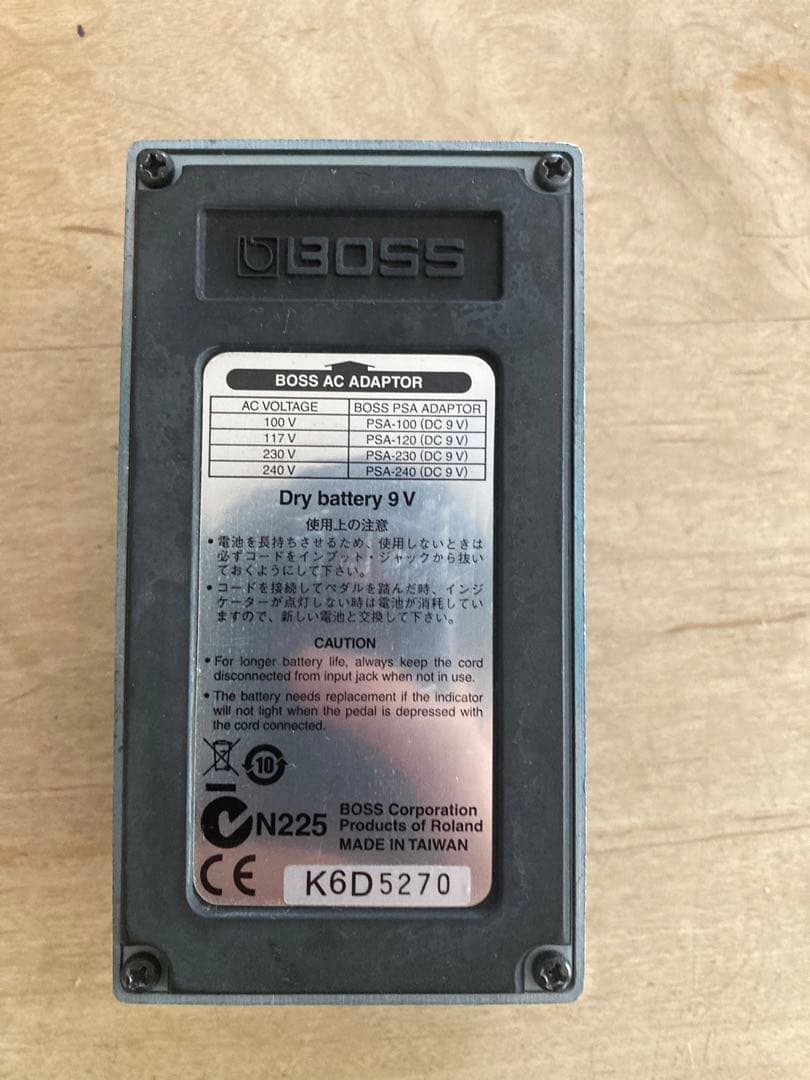 BOSS
BOSS AC ADAPTOR
AC VOLTAGE BOSS PSA ADAPTOR
100 V PSA-100 (DC 9 V)
117 V PSA-120 (DC 9 V)
230 V PSA-230 (DC 9 V)
240 V PSA-240 (DC 9 V)
Dry battery 9 V
使用上の注意
• 電池を長持ちさせるため、使用しないときは
必ずコードをインプット・ジャックから抜い
ておくようにして下さい。
• コードを接続してペダルを踏んだ時、インジ
ケーターが点灯しない時は電池が消耗してい
ますので、新しい電池と交換して下さい。
CAUTION
• For longer battery life, always keep the cord
disconnected from input jack when not in use.
• The battery needs replacement if the indicator
will not light when the pedal is depressed with
the cord connected.
10
N225
BOSS Corporation
Products of Roland
MADE IN TAIWAN
CE
K6D5270